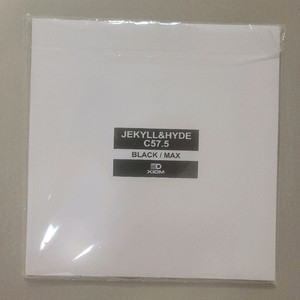 JEKYLL&HYDE
C57.5
BLACK / MAX
XIOM